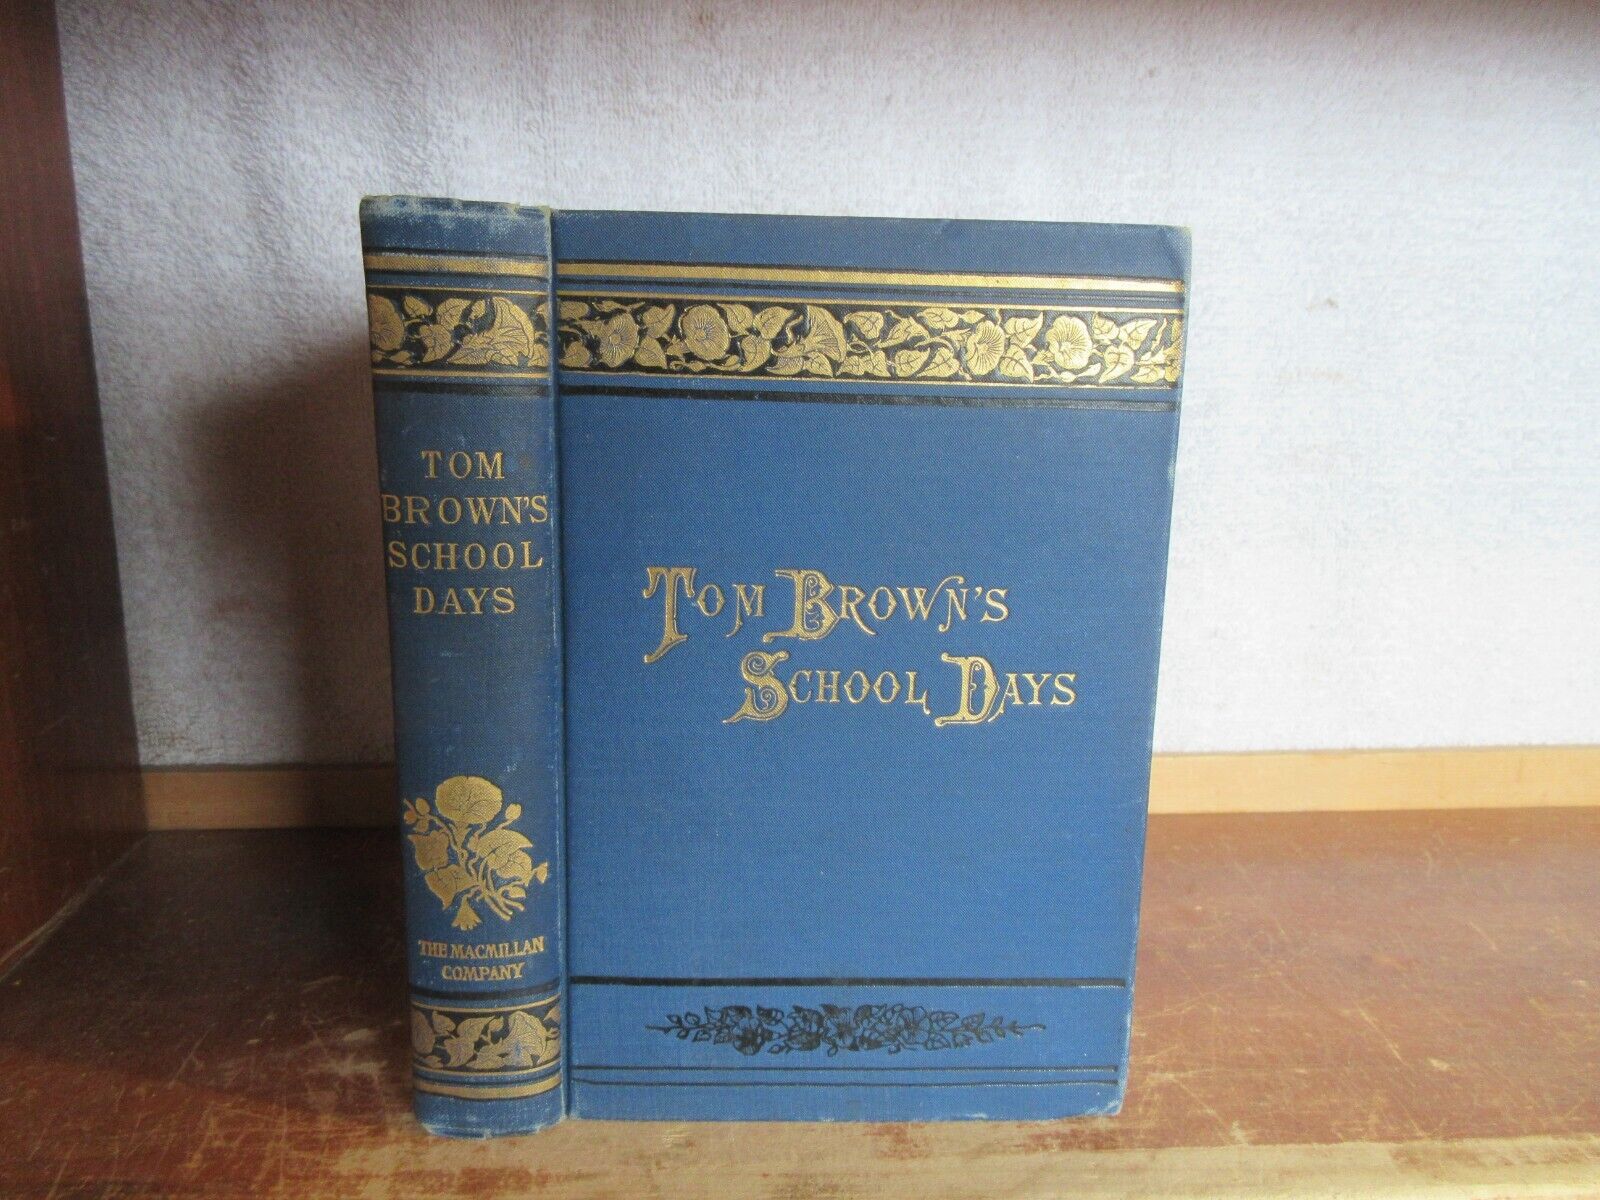 TOM
BROWN'S
SCHOOL
DAYS
THE MACMILLAN
COMPANY
TOM BROWN'S
SCHOOL DAYS